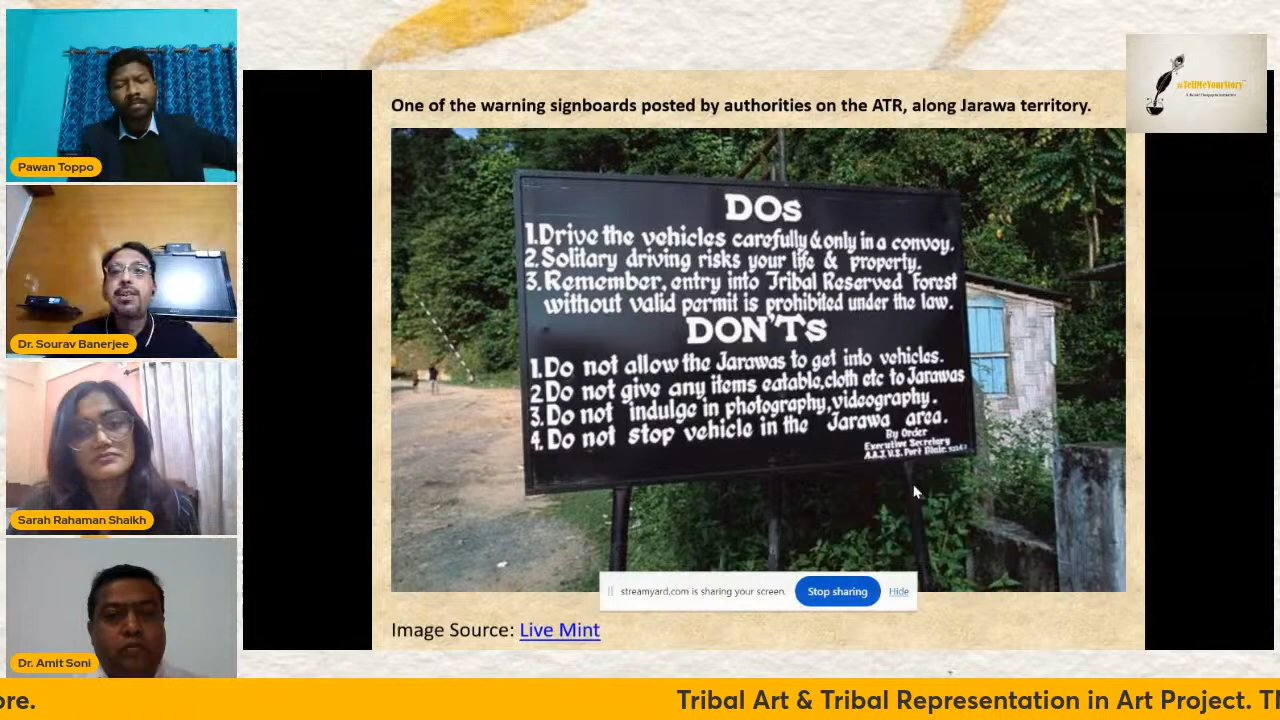 Pawan Toppo
Dr. Sourav Banerjee
Sarah Rahaman Shaikh
Dr. Amit Soni
One of the warning signboards posted by authorities on the ATR, along Jarawa territory.
#TellMeYourStory
DOs
1.Drive the vehicles carefully & only in a convoy.
2.Solitary driving risks your life & property.
3.Remember, entry into Tribal Reserved Forest
without valid permit is prohibited under the law.
DON'Ts
1.Do not allow the Jarawas to get into vehicles.
2.Do not give any items eatable,cloth etc to Jarawas
3.Do not indulge in photography,videography.
4.Do not stop vehicle in the Jarawa area.
By Order
Executive Secretary
A.A.J.V.S. Port Blair.
streamyard.com is sharing your screen.
Stop sharing
Hide
Image Source: Live Mint
ore.
Tribal Art & Tribal Representation in Art Project. Th